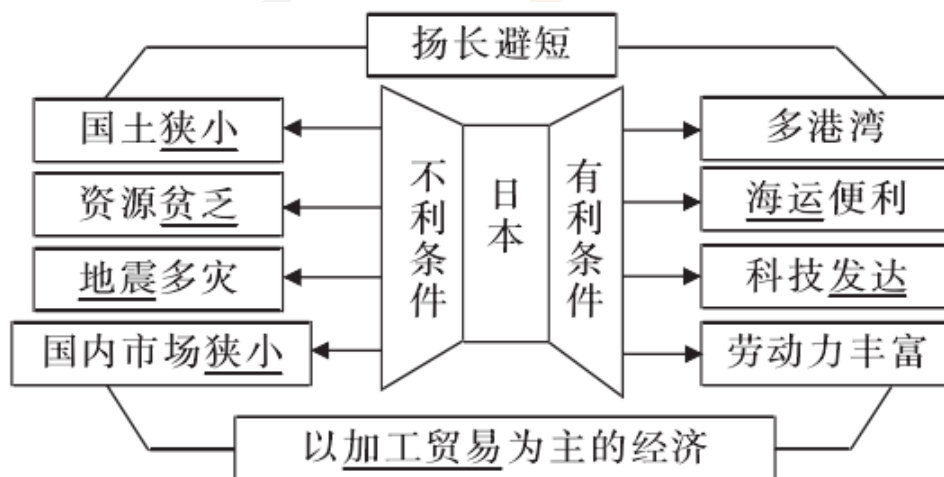 扬长避短
国土狭小
资源贫乏
地震多灾
国内市场狭小
不利条件
日本
有利条件
多港湾
海运便利
科技发达
劳动力丰富
以加工贸易为主的经济